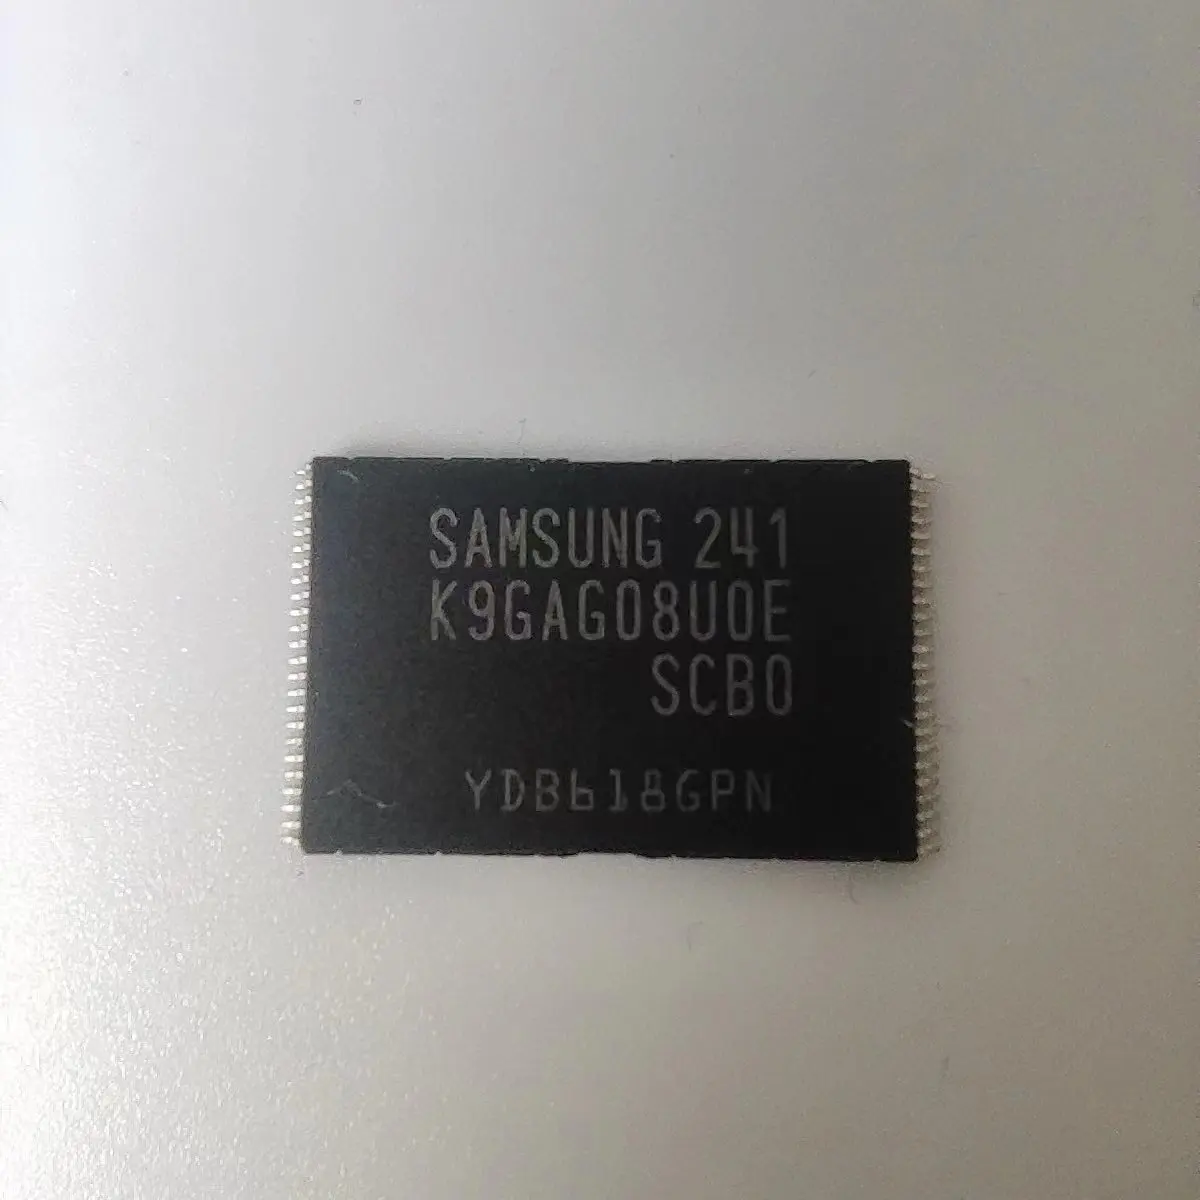 SAMSUNG 241
K9GAG08U0E
SCB0
YDB618GPN